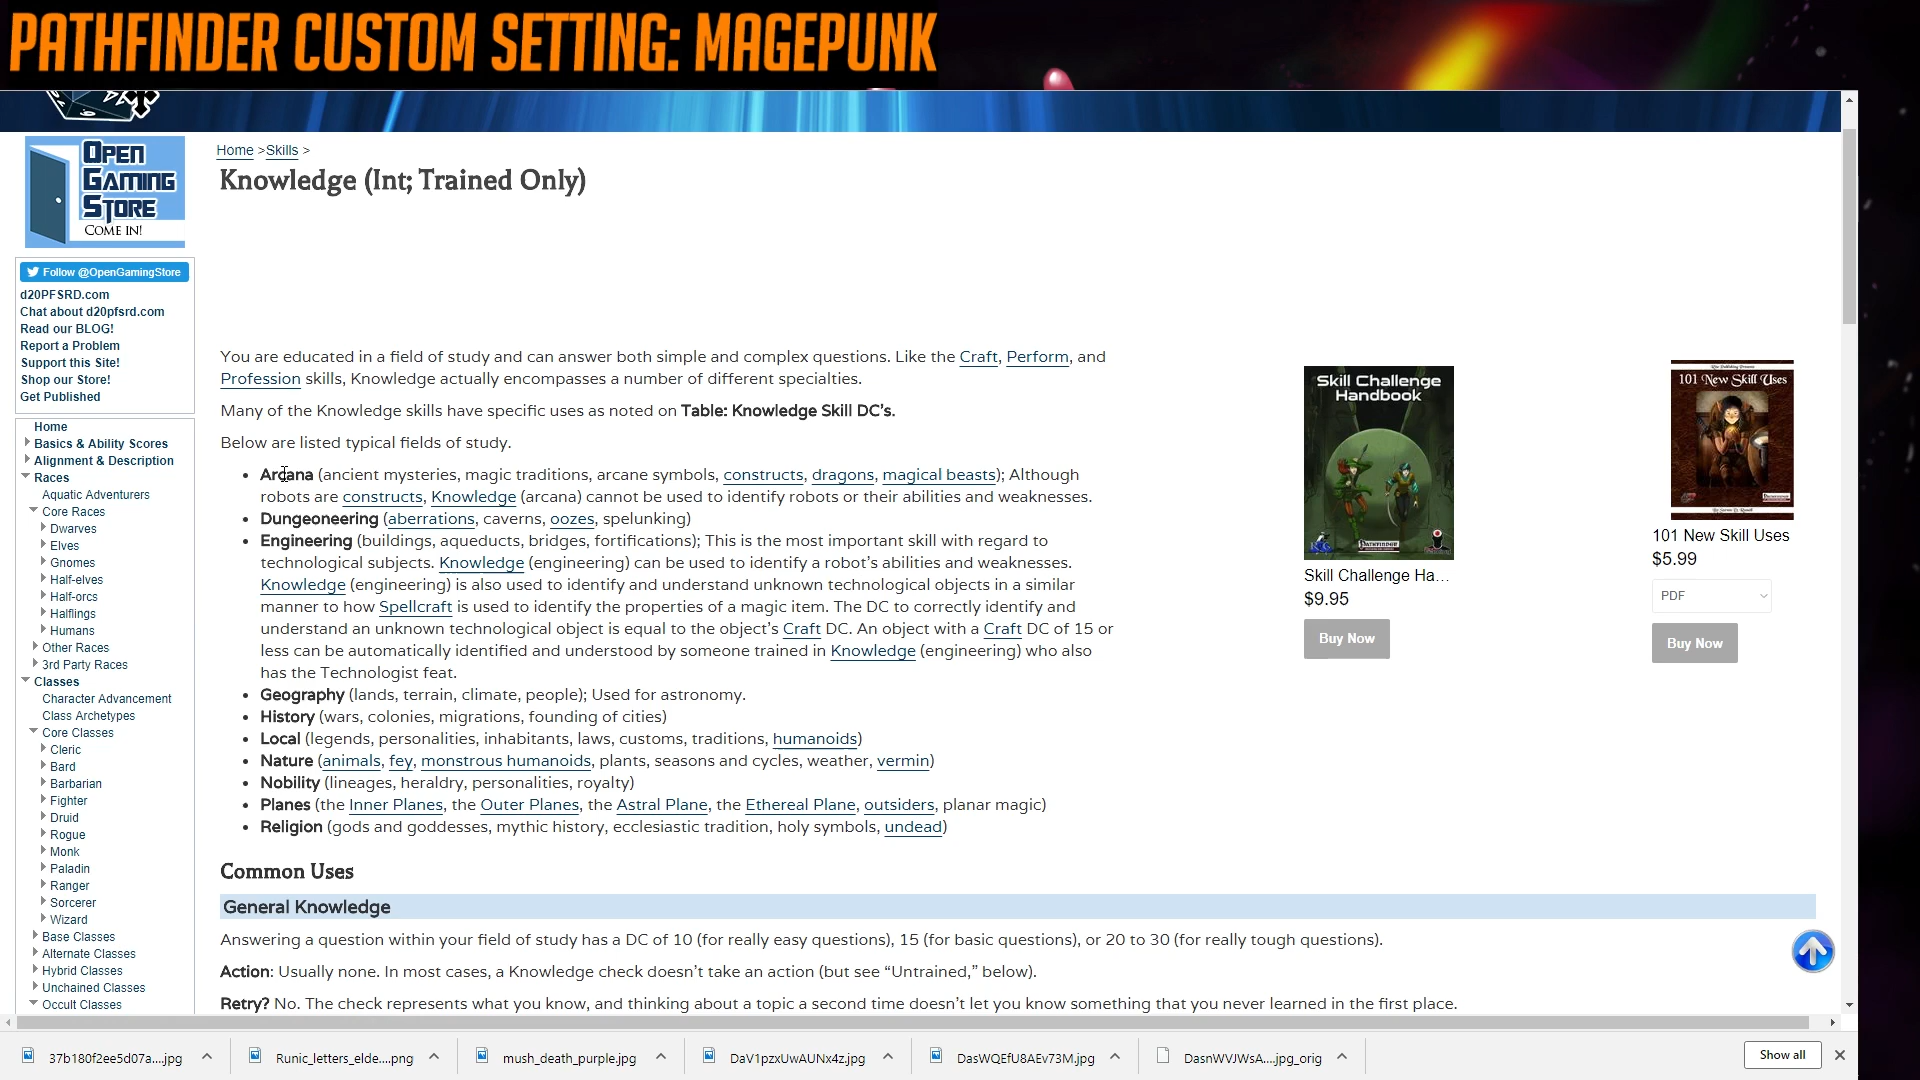 PATHFINDER CUSTOM SETTING: MAGEPUNK
OPEN
GAMING
STORE
COME IN!
Follow @OpenGamingStore
d20PFSRD.com
Chat about d20pfsrd.com
Read our BLOG!
Report a Problem
Support this Site!
Shop our Store!
Get Published
Home
Basics & Ability Scores
Alignment & Description
Races
Aquatic Adventurers
Core Races
Dwarves
Elves
Gnomes
Half-elves
Half-orcs
Halflings
Humans
Other Races
3rd Party Races
Classes
Character Advancement
Class Archetypes
Core Classes
Cleric
Bard
Barbarian
Fighter
Druid
Rogue
Monk
Paladin
Ranger
Sorcerer
Wizard
Base Classes
Alternate Classes
Hybrid Classes
Unchained Classes
Occult Classes
Home >Skills >
Knowledge (Int; Trained Only)
You are educated in a field of study and can answer both simple and complex questions. Like the Craft, Perform, and
Profession skills, Knowledge actually encompasses a number of different specialties.
Many of the Knowledge skills have specific uses as noted on Table: Knowledge Skill DC's.
Below are listed typical fields of study.
• Arcana (ancient mysteries, magic traditions, arcane symbols, constructs, dragons, magical beasts); Although
robots are constructs, Knowledge (arcana) cannot be used to identify robots or their abilities and weaknesses.
• Dungeoneering (aberrations, caverns, oozes, spelunking)
• Engineering (buildings, aqueducts, bridges, fortifications); This is the most important skill with regard to
technological subjects. Knowledge (engineering) can be used to identify a robot's abilities and weaknesses.
Knowledge (engineering) is also used to identify and understand unknown technological objects in a similar
manner to how Spellcraft is used to identify the properties of a magic item. The DC to correctly identify and
understand an unknown technological object is equal to the object's Craft DC. An object with a Craft DC of 15 or
less can be automatically identified and understood by someone trained in Knowledge (engineering) who also
has the Technologist feat.
• Geography (lands, terrain, climate, people); Used for astronomy.
• History (wars, colonies, migrations, founding of cities)
• Local (legends, personalities, inhabitants, laws, customs, traditions, humanoids)
• Nature (animals, fey, monstrous humanoids, plants, seasons and cycles, weather, vermin)
• Nobility (lineages, heraldry, personalities, royalty)
• Planes (the Inner Planes, the Outer Planes, the Astral Plane, the Ethereal Plane, outsiders, planar magic)
• Religion (gods and goddesses, mythic history, ecclesiastic tradition, holy symbols, undead)
Common Uses
General Knowledge
Answering a question within your field of study has a DC of 10 (for really easy questions), 15 (for basic questions), or 20 to 30 (for really tough questions).
Action: Usually none. In most cases, a Knowledge check doesn't take an action (but see “Untrained,” below).
Retry? No. The check represents what you know, and thinking about a topic a second time doesn't let you know something that you never learned in the first place.
Skill Challenge
Handbook
Skill Challenge Ha...
$9.95
Buy Now
101 New Skill Uses
101 New Skill Uses
$5.99
PDF
Buy Now
37b180f2ee5d07a....jpg
Runic_letters_elde....png
mush_death_purple.jpg
DaV1pzxUwAUNx4z.jpg
DasWQEfU8AEv73M.jpg
DasnWVJWsA....jpg_orig
Show all